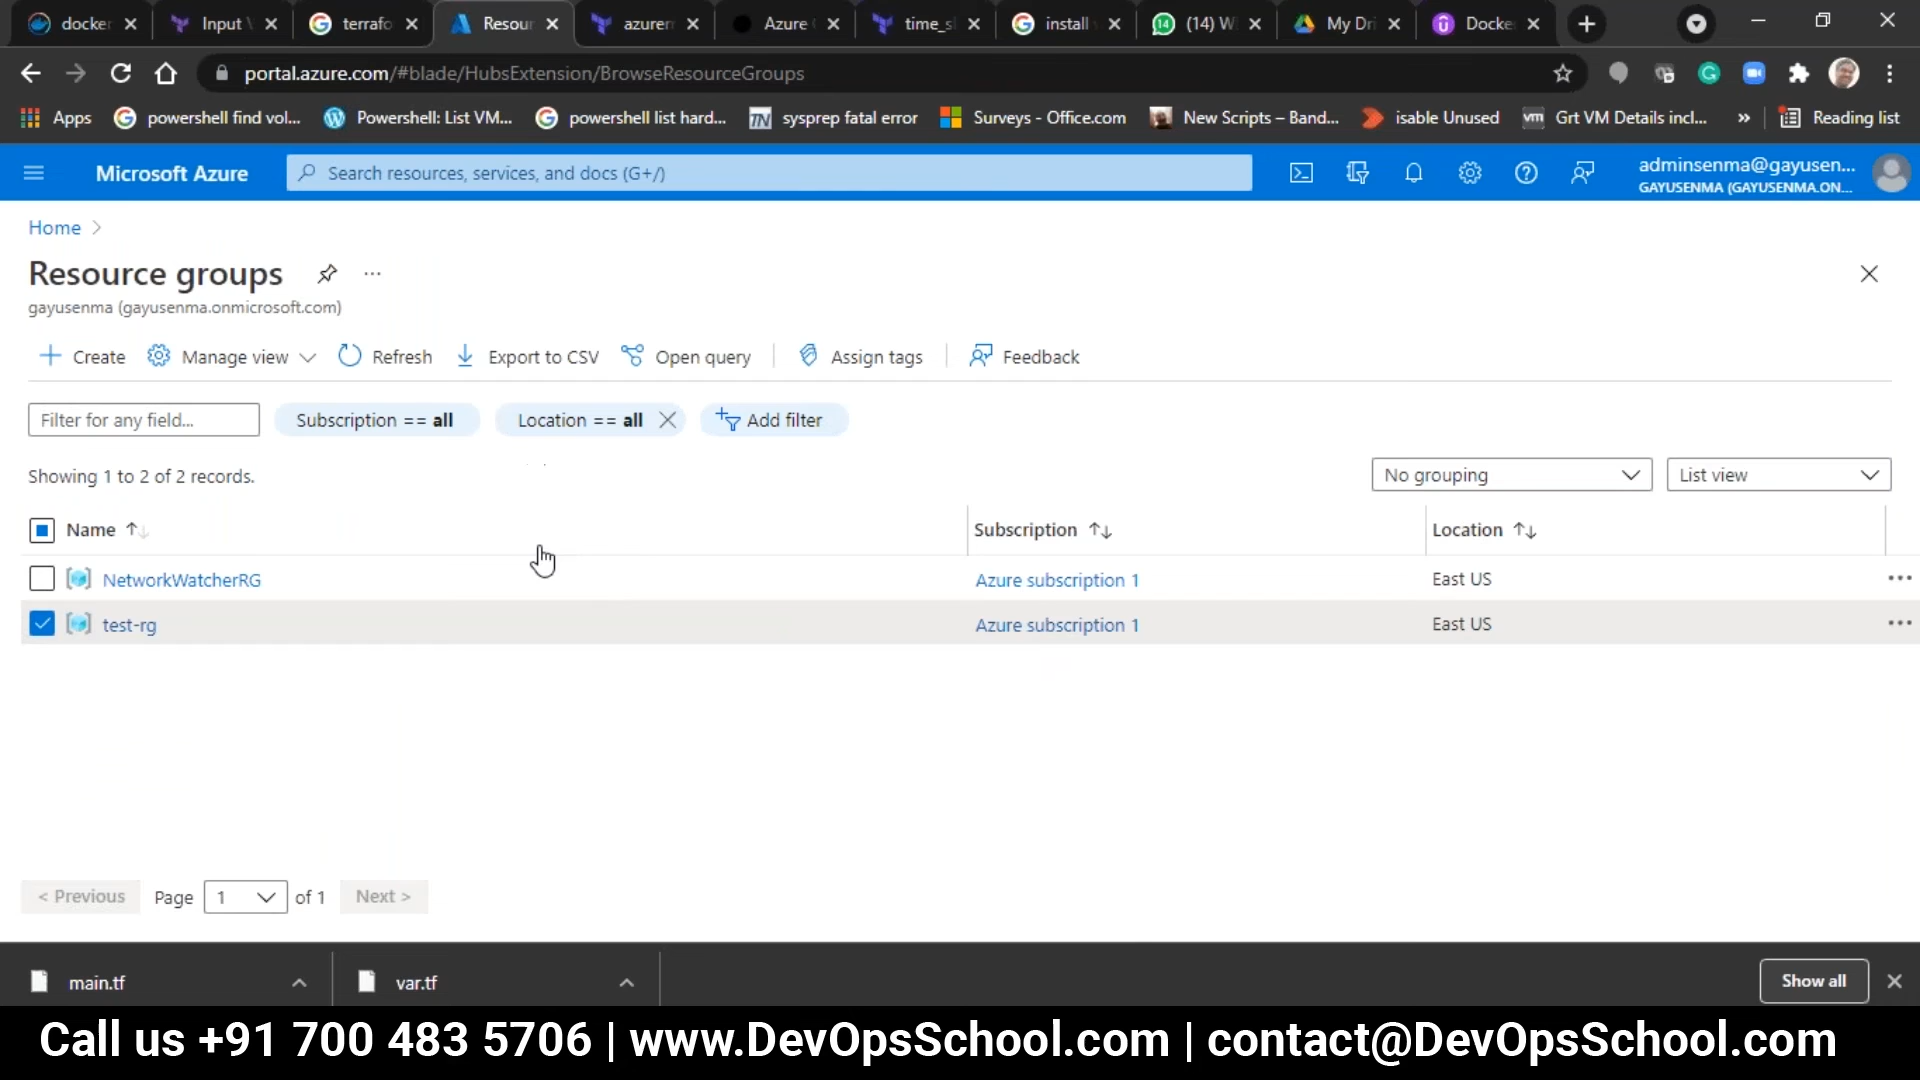 docker
Input V
terrafo
Resour
azurerm
Azure
time_sl
install
(14) W
My Dri
Docke
portal.azure.com/#blade/HubsExtension/BrowseResourceGroups
Apps
powershell find vol...
Powershell: List VM...
powershell list hard...
sysprep fatal error
Surveys - Office.com
New Scripts – Band...
isable Unused
Grt VM Details incl...
»
Reading list
Microsoft Azure
Search resources, services, and docs (G+/)
adminsenma@gayusen...
GAYUSENMA (GAYUSENMA.ON...
Home >
Resource groups
...
gayusenma (gayusenma.onmicrosoft.com)
Create
Manage view
Refresh
Export to CSV
Open query
Assign tags
Feedback
Filter for any field...
Subscription == all
Location == all
Add filter
Showing 1 to 2 of 2 records.
No grouping
List view
Name
Subscription
Location
NetworkWatcherRG
Azure subscription 1
East US
test-rg
Azure subscription 1
East US
< Previous
Page
1
of 1
Next >
main.tf
var.tf
Show all
Call us +91 700 483 5706 | www.DevOpsSchool.com | contact@DevOpsSchool.com